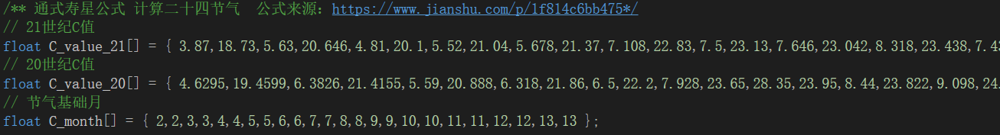 /** 通式寿星公式 计算二十四节气  公式来源：https://www.jianshu.com/p/1f814c6bb475*/
// 21世纪C值
float C_value_21[] = { 3.87,18.73,5.63,20.646,4.81,20.1,5.52,21.04,5.678,21.37,7.108,22.83,7.5,23.13,7.646,23.042,8.318,23.438,7.43
// 20世纪C值
float C_value_20[] = { 4.6295,19.4599,6.3826,21.4155,5.59,20.888,6.318,21.86,6.5,22.2,7.928,23.65,28.35,23.95,8.44,23.822,9.098,24.
// 节气基础月
float C_month[] = { 2,2,3,3,4,4,5,5,6,6,7,7,8,8,9,9,10,10,11,11,12,12,13,13 };